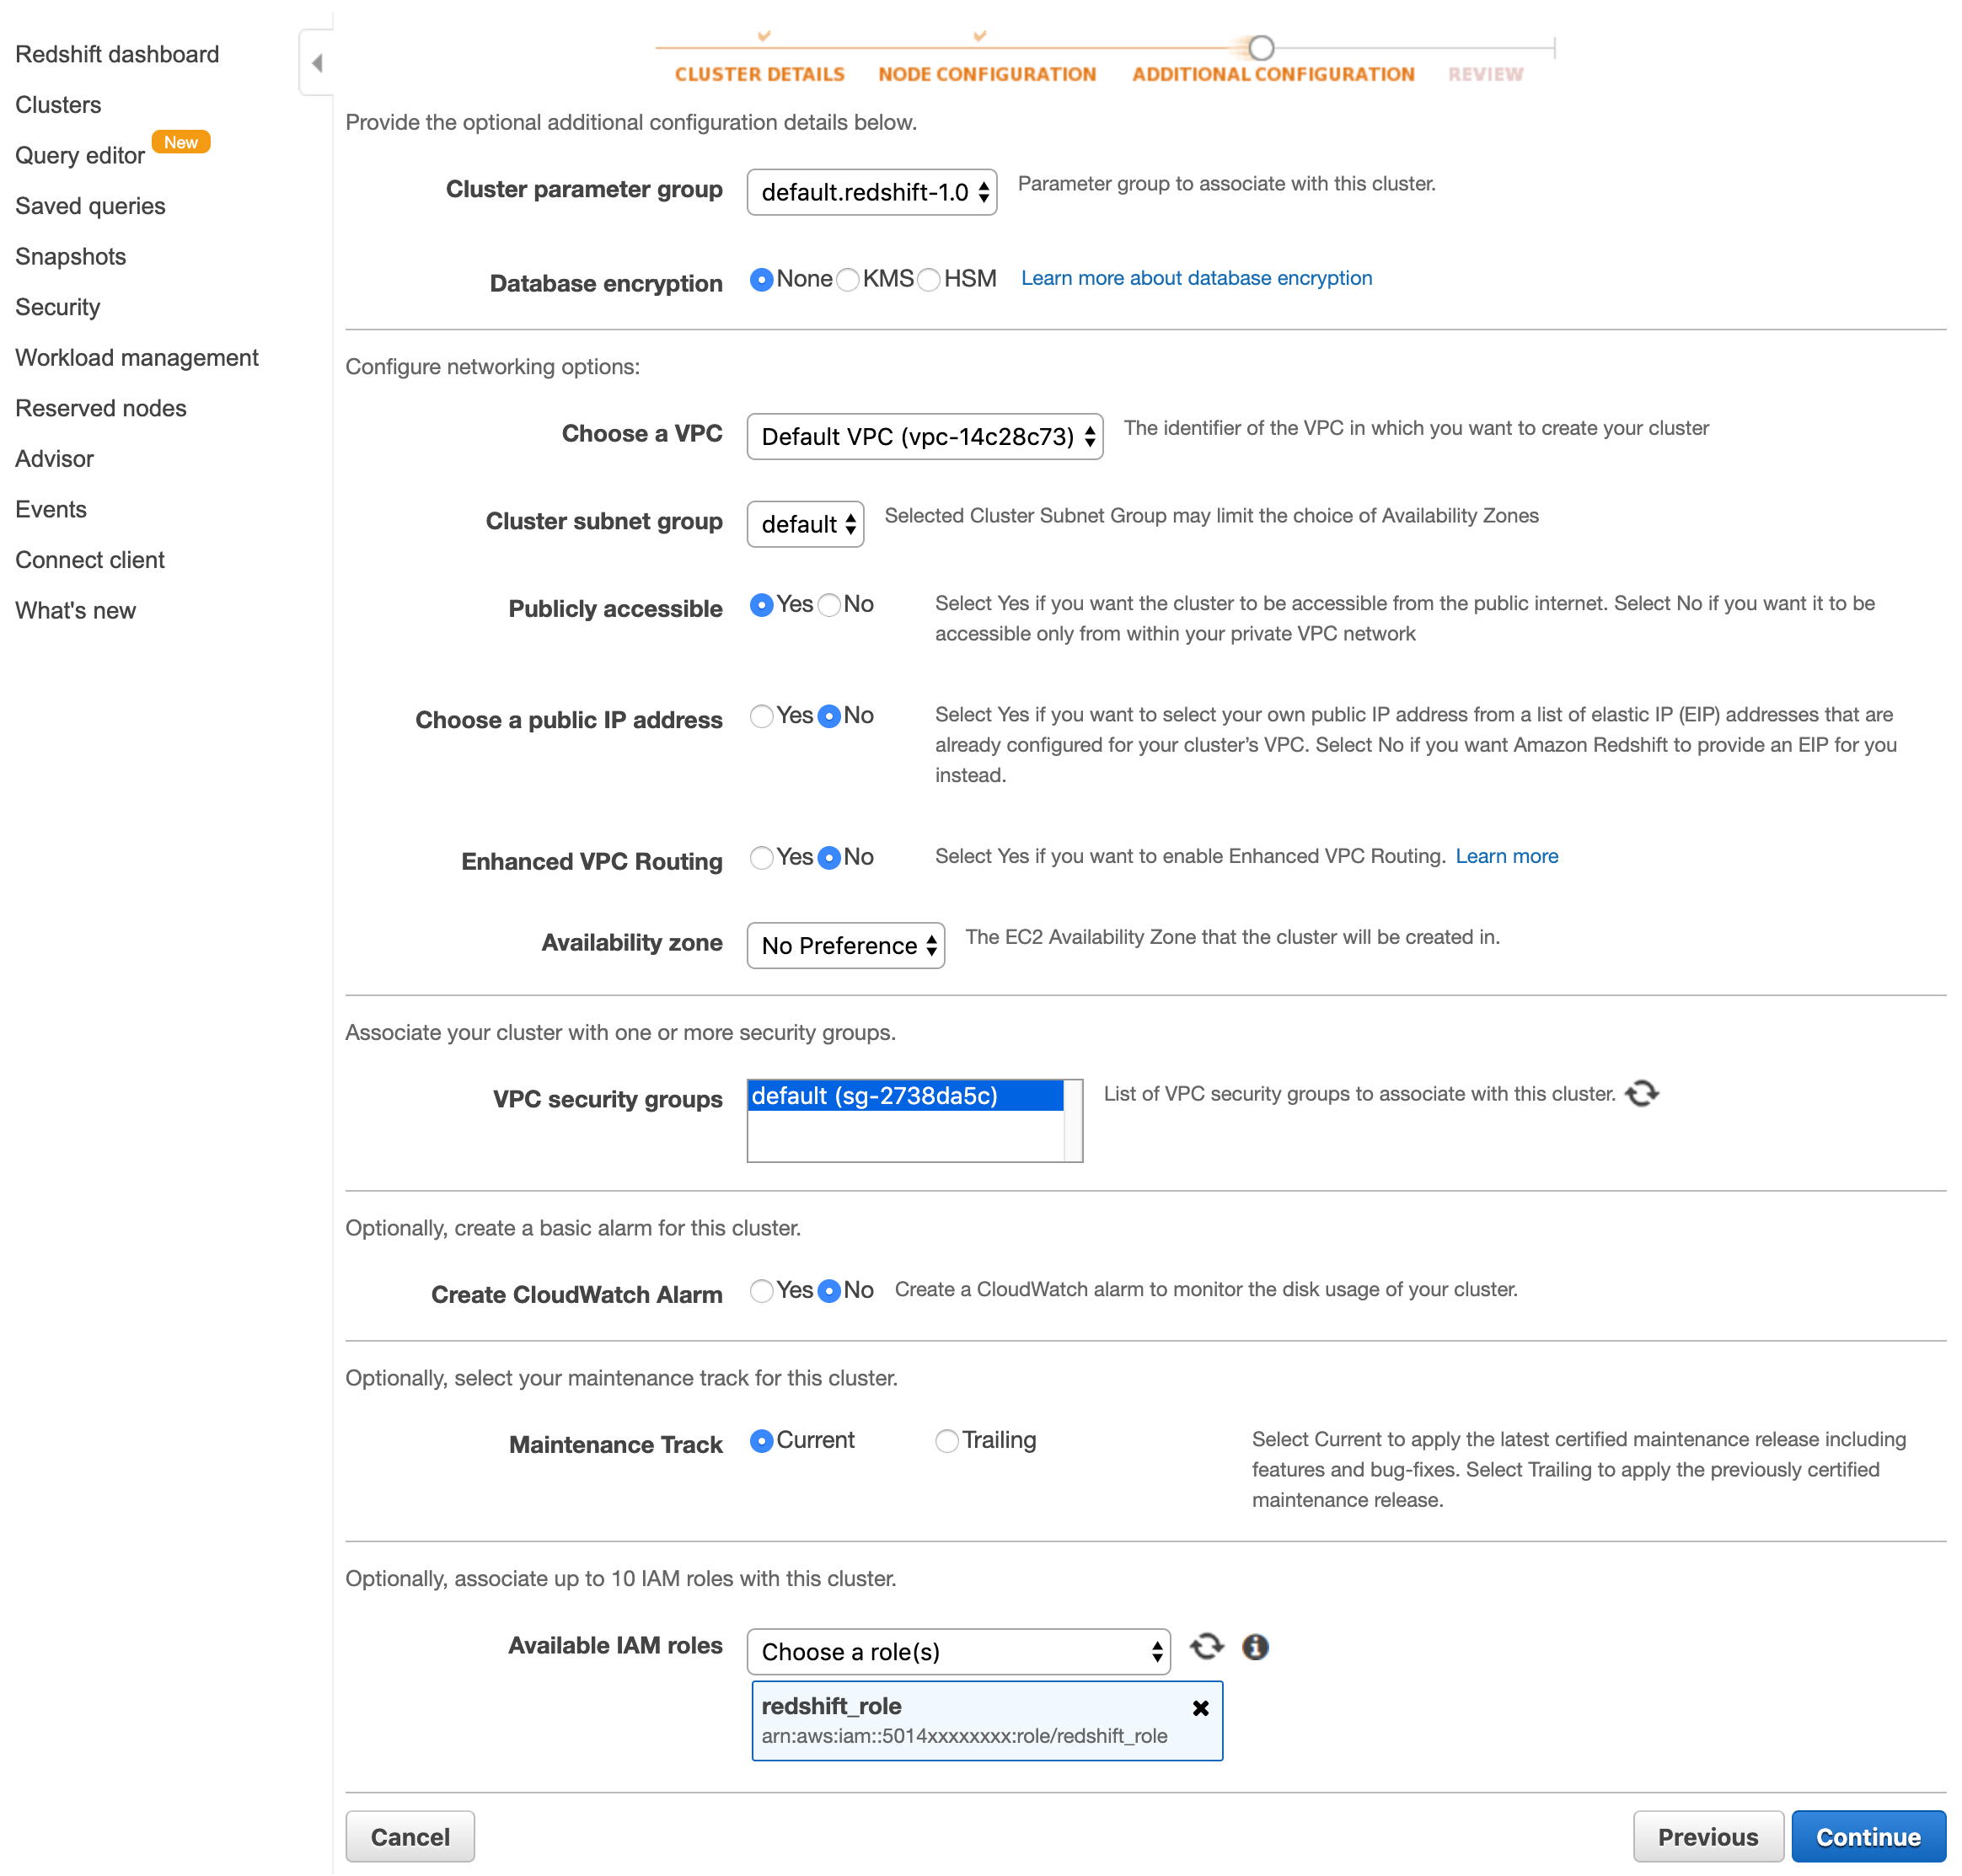 Redshift dashboard
Clusters
Query editor New
Saved queries
Snapshots
Security
Workload management
Reserved nodes
Advisor
Events
Connect client
What's new
CLUSTER DETAILS NODE CONFIGURATION ADDITIONAL CONFIGURATION REVIEW
Provide the optional additional configuration details below.
Cluster parameter group default.redshift-1.0 Parameter group to associate with this cluster.
Database encryption None KMS HSM Learn more about database encryption
Configure networking options:
Choose a VPC Default VPC (vpc-14c28c73) The identifier of the VPC in which you want to create your cluster
Cluster subnet group default Selected Cluster Subnet Group may limit the choice of Availability Zones
Publicly accessible Yes No Select Yes if you want the cluster to be accessible from the public internet. Select No if you want it to be
accessible only from within your private VPC network
Choose a public IP address Yes No Select Yes if you want to select your own public IP address from a list of elastic IP (EIP) addresses that are
already configured for your cluster’s VPC. Select No if you want Amazon Redshift to provide an EIP for you
instead.
Enhanced VPC Routing Yes No Select Yes if you want to enable Enhanced VPC Routing. Learn more
Availability zone No Preference The EC2 Availability Zone that the cluster will be created in.
Associate your cluster with one or more security groups.
VPC security groups default (sg-2738da5c) List of VPC security groups to associate with this cluster.
Optionally, create a basic alarm for this cluster.
Create CloudWatch Alarm Yes No Create a CloudWatch alarm to monitor the disk usage of your cluster.
Optionally, select your maintenance track for this cluster.
Maintenance Track Current Trailing Select Current to apply the latest certified maintenance release including
features and bug-fixes. Select Trailing to apply the previously certified
maintenance release.
Optionally, associate up to 10 IAM roles with this cluster.
Available IAM roles Choose a role(s)
redshift_role
arn:aws:iam::5014xxxxxxxx:role/redshift_role
Cancel Previous Continue